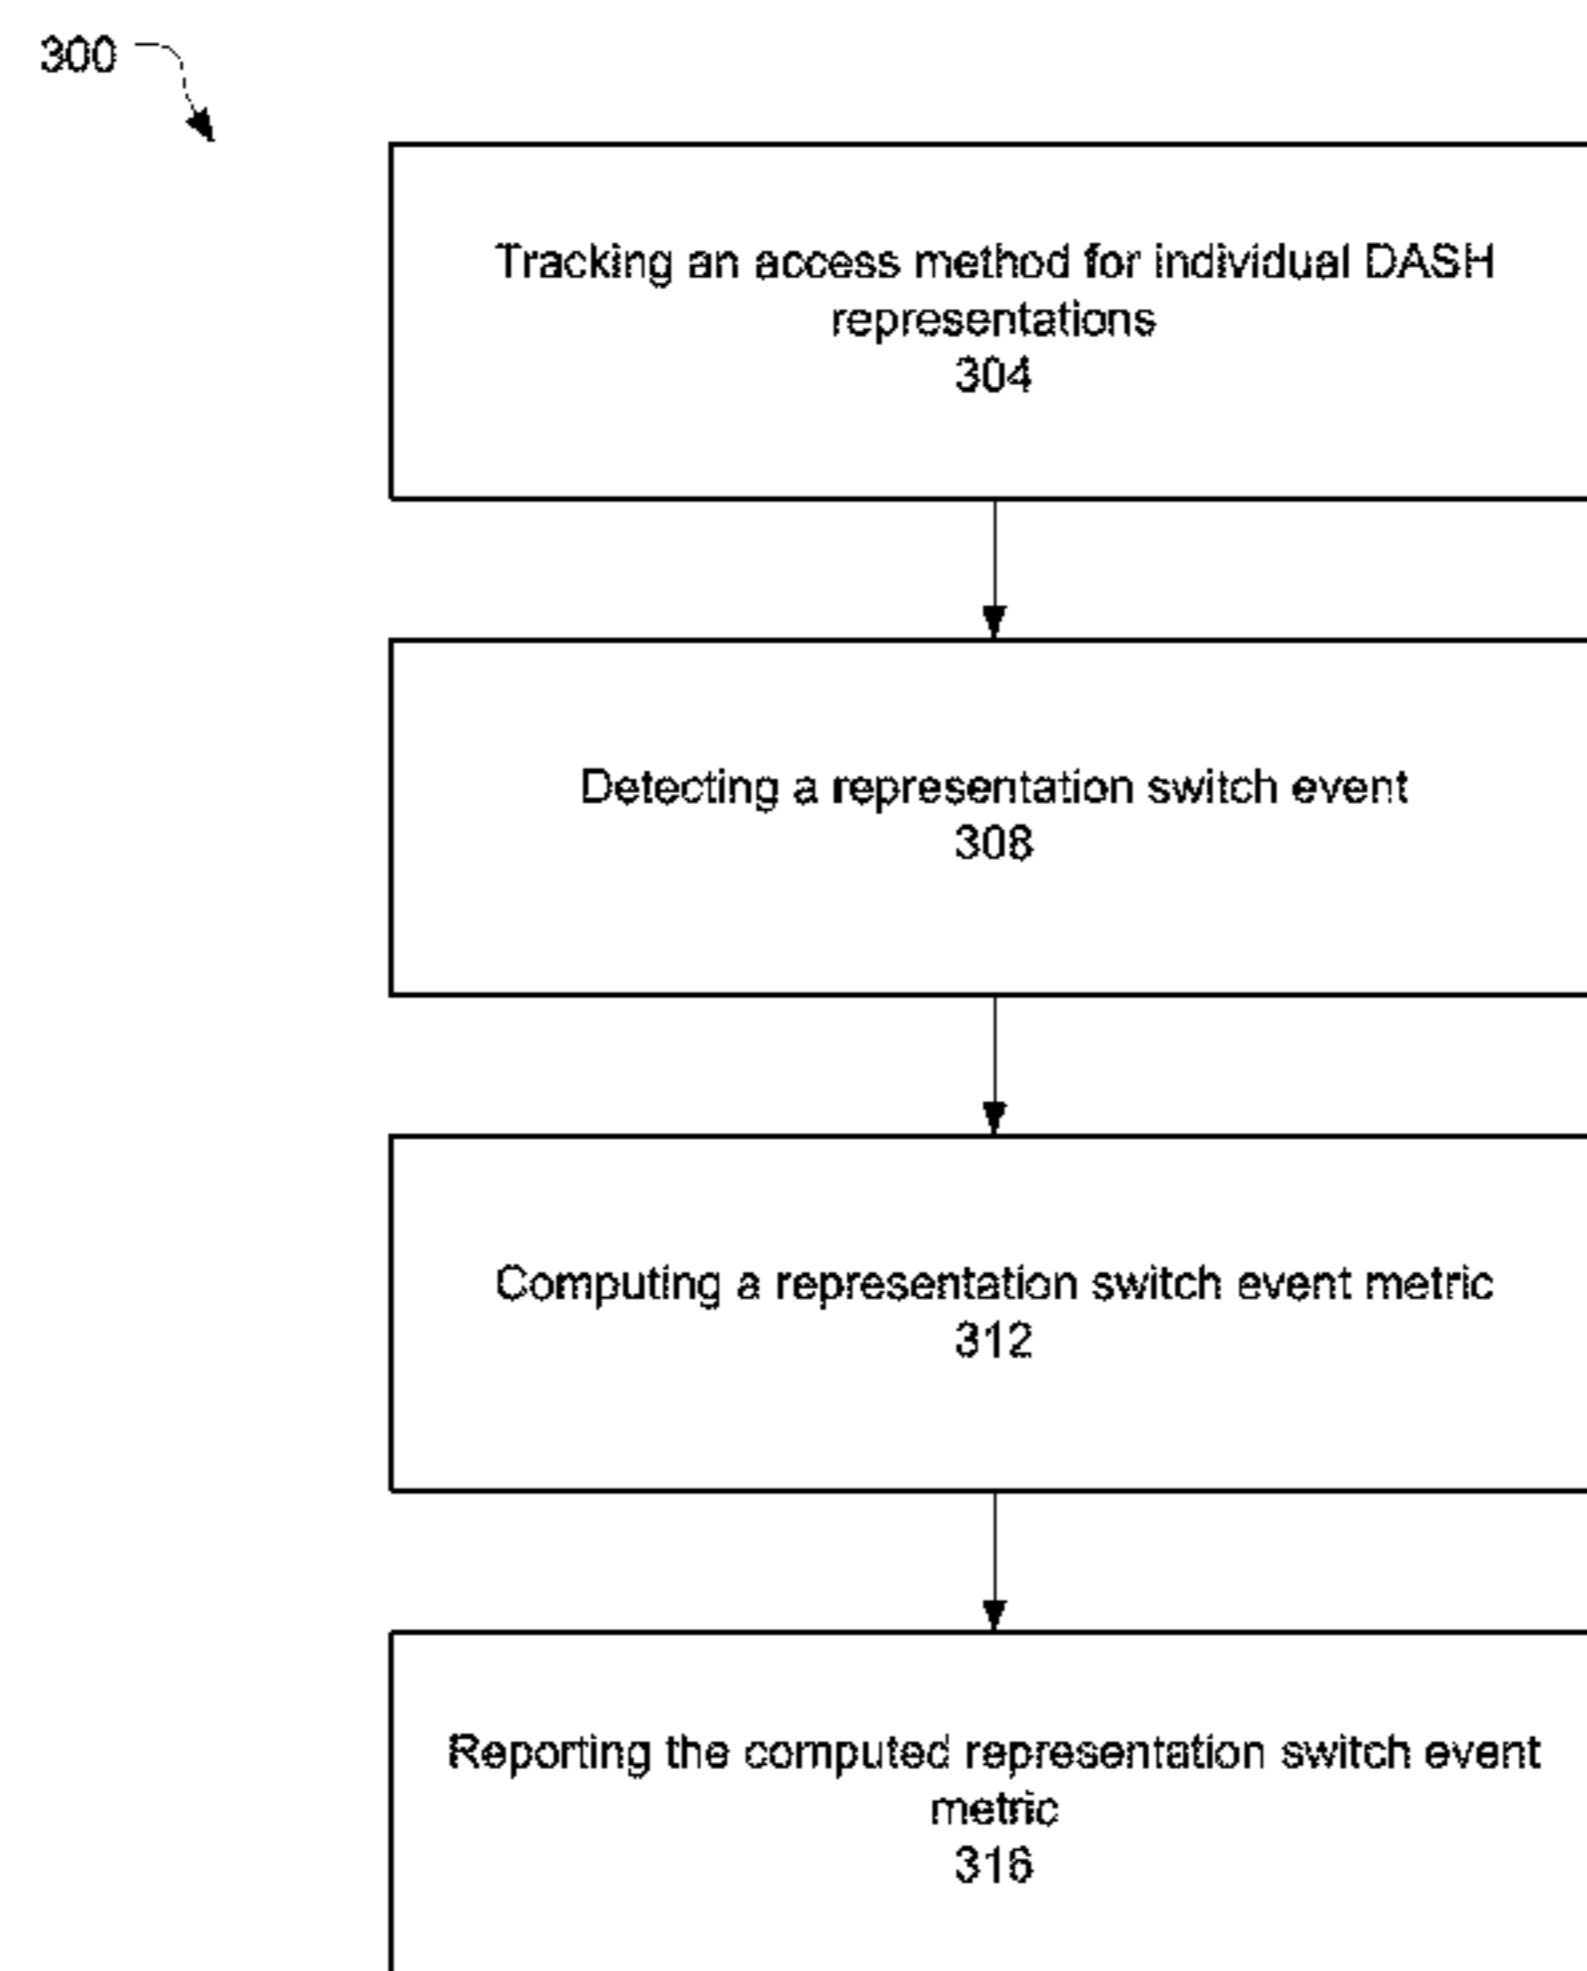 300
Tracking an access method for individual DASH
representations
304
Detecting a representation switch event
308
Computing a representation switch event metric
312
Reporting the computed representation switch event
metric
316